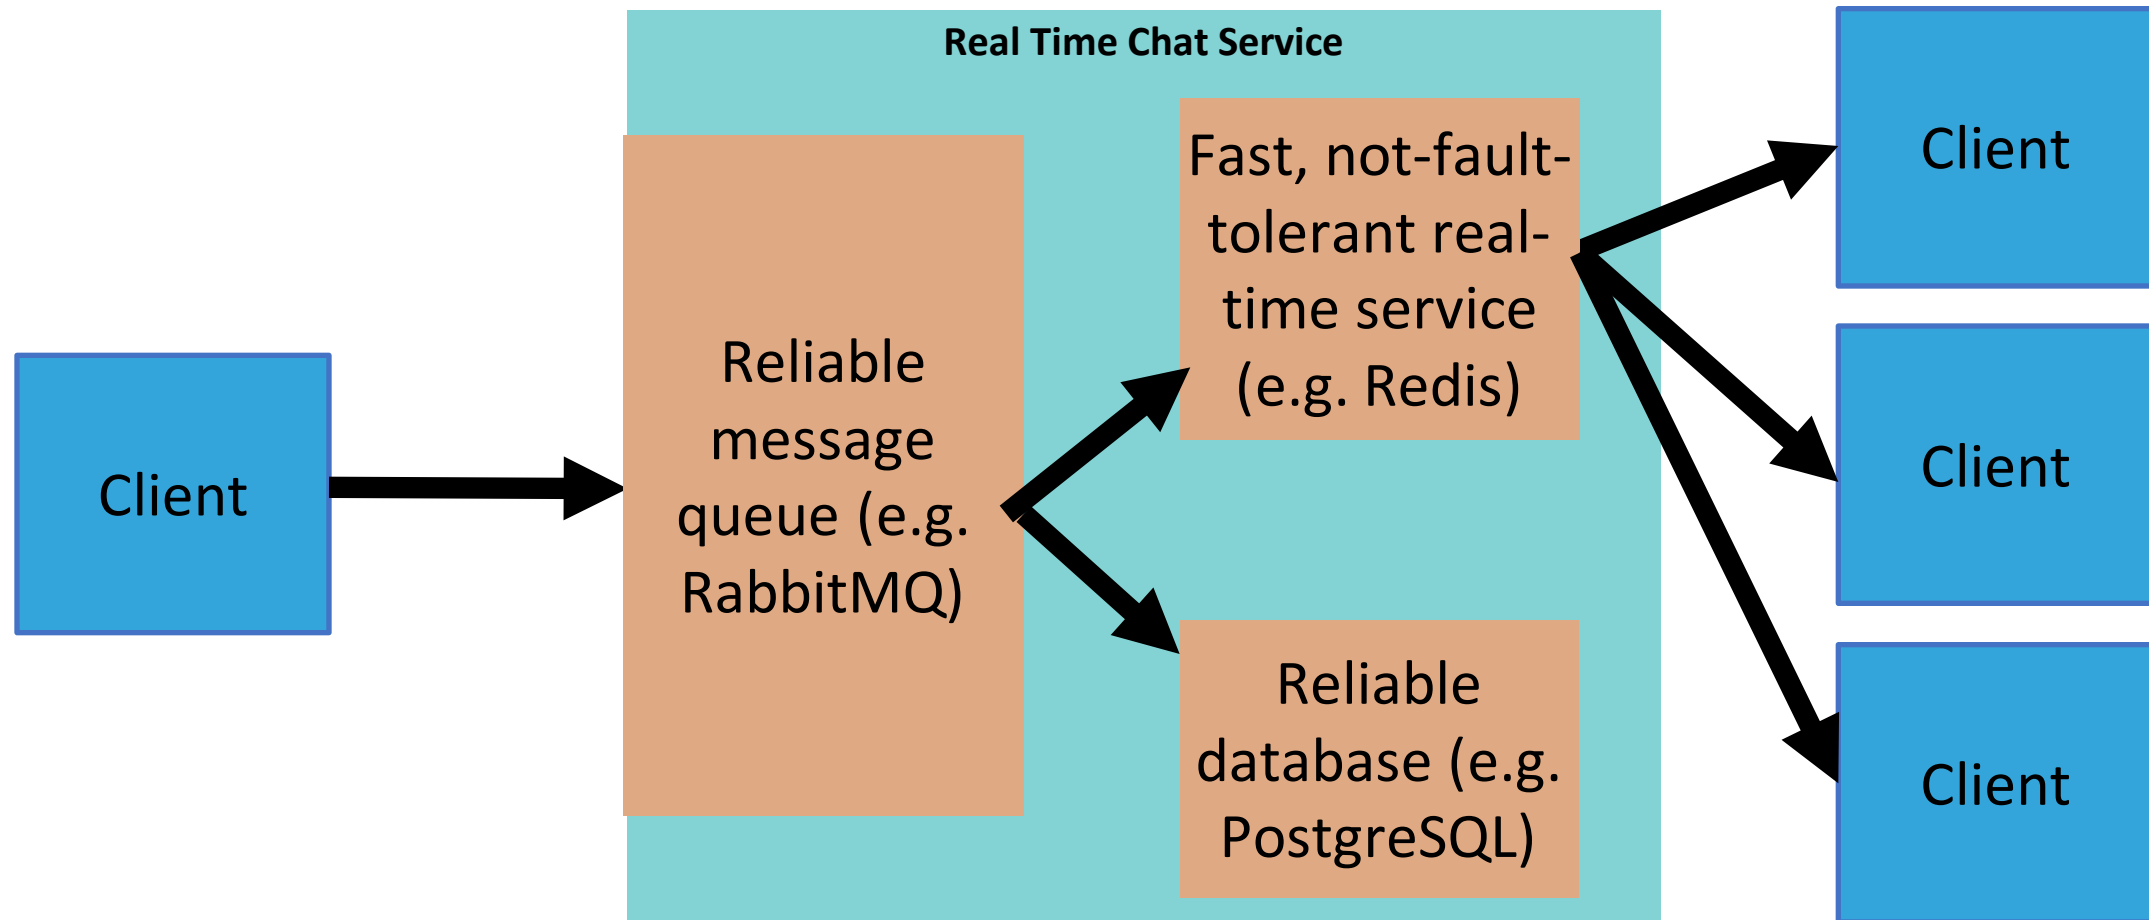 Real Time Chat Service
Client
Reliable
message
queue (e.g.
RabbitMQ)
Fast, not-fault-
tolerant real-
time service
(e.g. Redis)
Reliable
database (e.g.
PostgreSQL)
Client
Client
Client